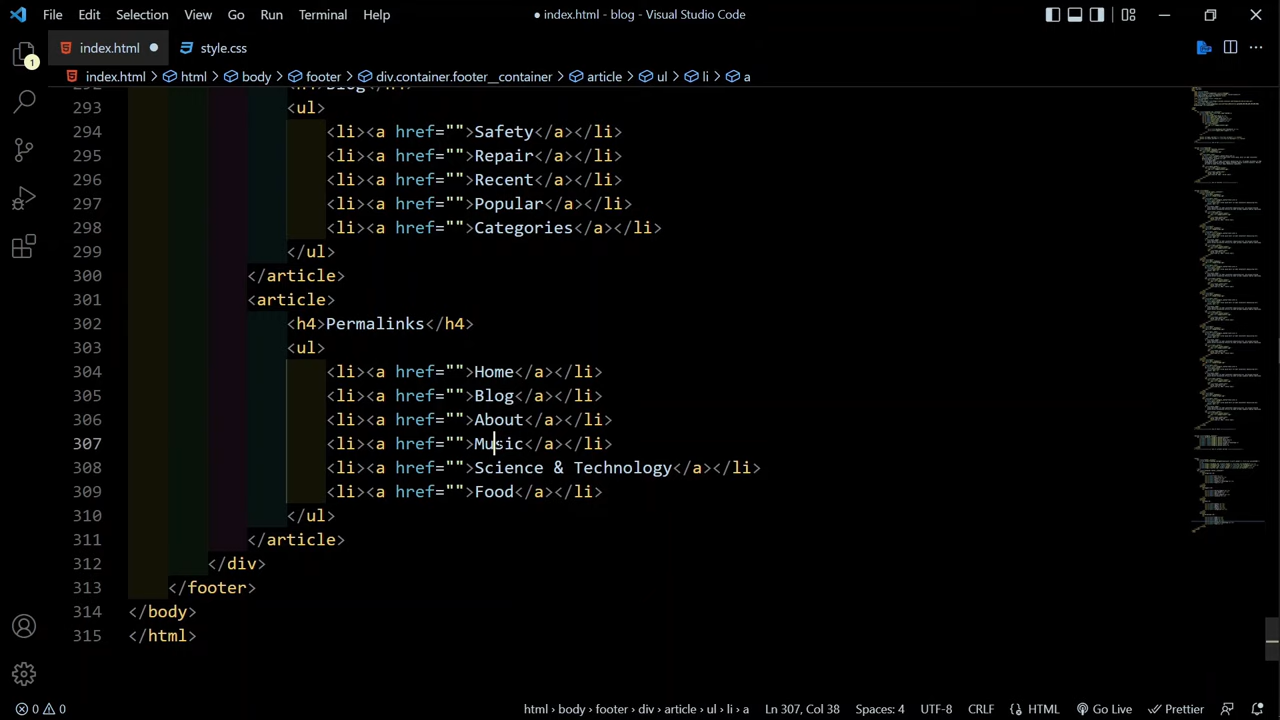 File Edit Selection View Go Run Terminal Help
● index.html - blog - Visual Studio Code
index.html ● style.css
index.html > html > body > footer > div.container.footer__container > article > ul > li > a
292 <h4>Blog</h4>
293 <ul>
294 <li><a href="">Safety</a></li>
295 <li><a href="">Repair</a></li>
296 <li><a href="">Recent</a></li>
297 <li><a href="">Popular</a></li>
298 <li><a href="">Categories</a></li>
299 </ul>
300 </article>
301 <article>
302 <h4>Permalinks</h4>
303 <ul>
304 <li><a href="">Home</a></li>
305 <li><a href="">Blog</a></li>
306 <li><a href="">About</a></li>
307 <li><a href="">Music</a></li>
308 <li><a href="">Science & Technology</a></li>
309 <li><a href="">Food</a></li>
310 </ul>
311 </article>
312 </div>
313 </footer>
314 </body>
315 </html>
1
0 0 html > body > footer > div > article > ul > li > a Ln 307, Col 38 Spaces: 4 UTF-8 CRLF HTML Go Live Prettier